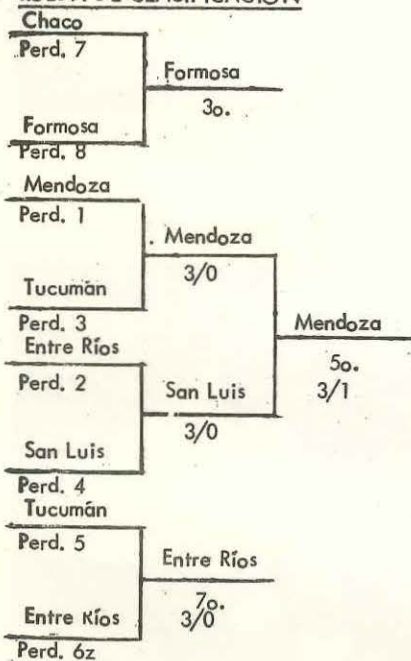 Chaco
Perd. 7
Formosa
3o.
Formosa
Perd. 8
Mendoza
Perd. 1
Mendoza
3/0
Tucumán
Perd. 3
Mendoza
5o.
3/1
Entre Ríos
Perd. 2
San Luis
3/0
San Luis
Perd. 4
Tucumán
Perd. 5
Entre Ríos
7o.
3/0
Entre Ríos
Perd. 6z